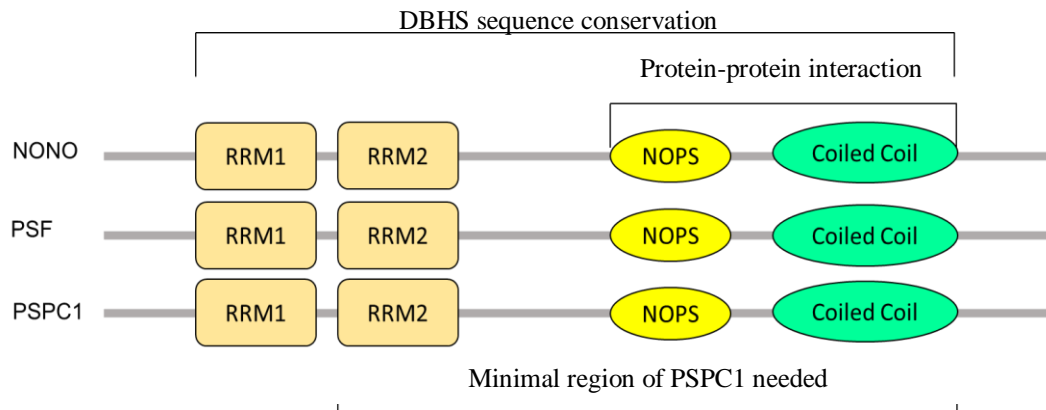 DBHS sequence conservation
Protein-protein interaction
NONO RRM1 RRM2 NOPS Coiled Coil
PSF RRM1 RRM2 NOPS Coiled Coil
PSPC1 RRM1 RRM2 NOPS Coiled Coil
Minimal region of PSPC1 needed